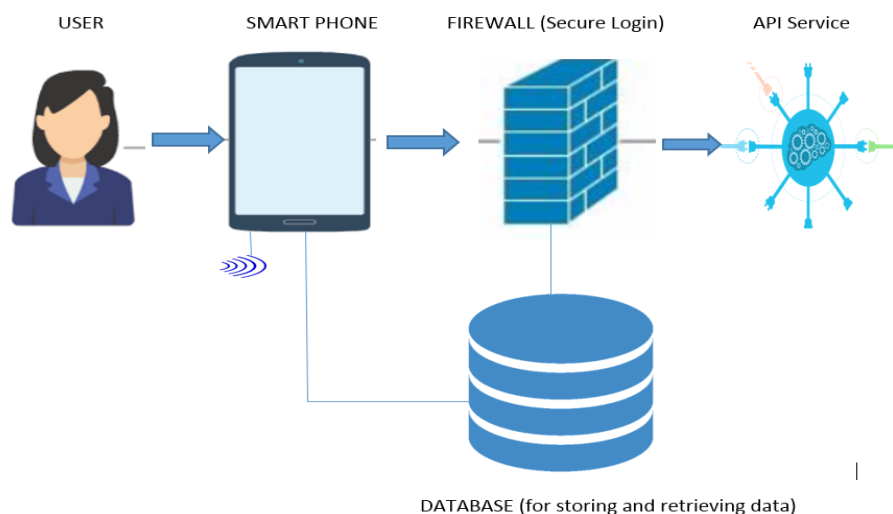 USER
SMART PHONE
FIREWALL (Secure Login)
API Service
DATABASE (for storing and retrieving data)